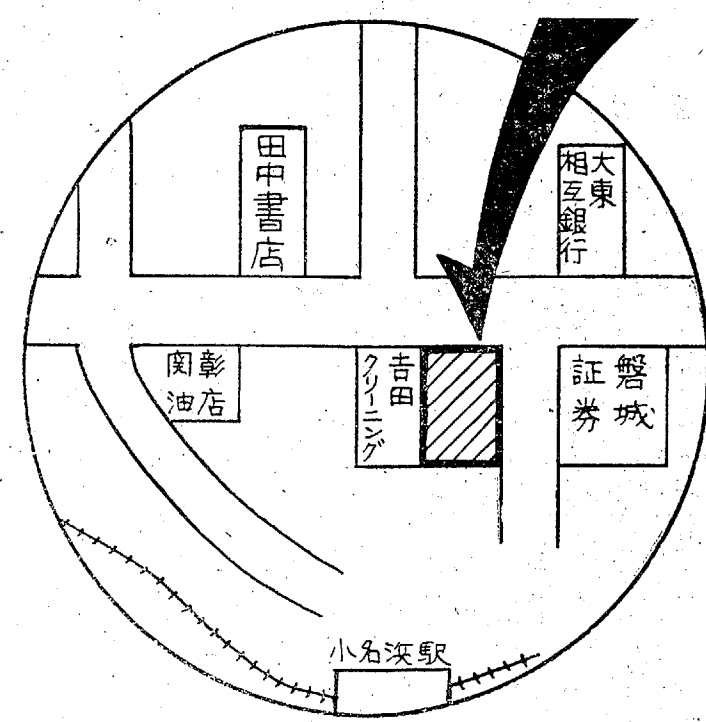 田中書店
大東
相互銀行
関彰
油店
吉田
クリーニング
磐城
証券
小名浜駅